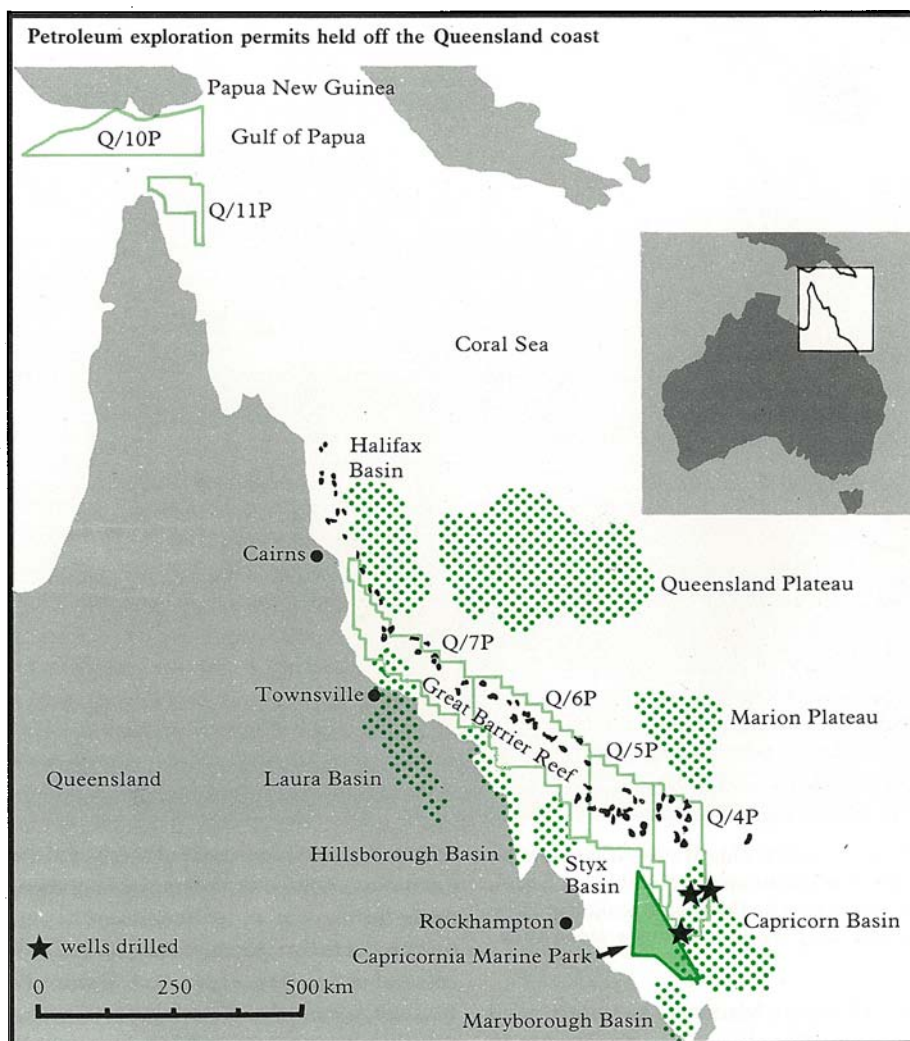 Petroleum exploration permits held off the Queensland coast
Papua New Guinea
Q/10P
Gulf of Papua
Q/11P
Coral Sea
Halifax
Basin
Cairns
Queensland Plateau
Q/7P
Townsville
Q/6P
Great Barrier Reef
Marion Plateau
Q/5P
Queensland
Laura Basin
Q/4P
Hillsborough Basin
Styx
Basin
Rockhampton
Capricorn Basin
wells drilled
Capricornia Marine Park
0 250 500 km
Maryborough Basin